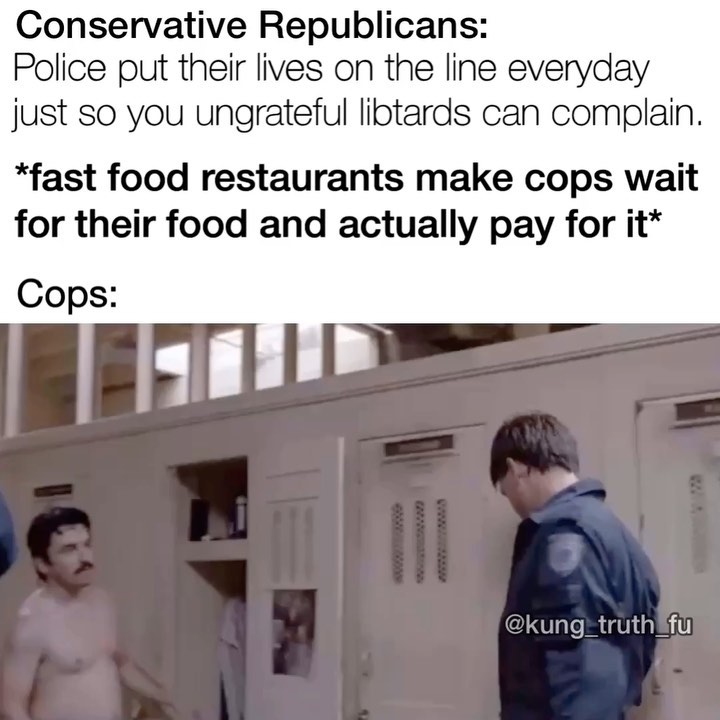 Conservative Republicans:
Police put their lives on the line everyday
just so you ungrateful libtards can complain.
*fast food restaurants make cops wait
for their food and actually pay for it*
Cops:
@kung_truth_fu